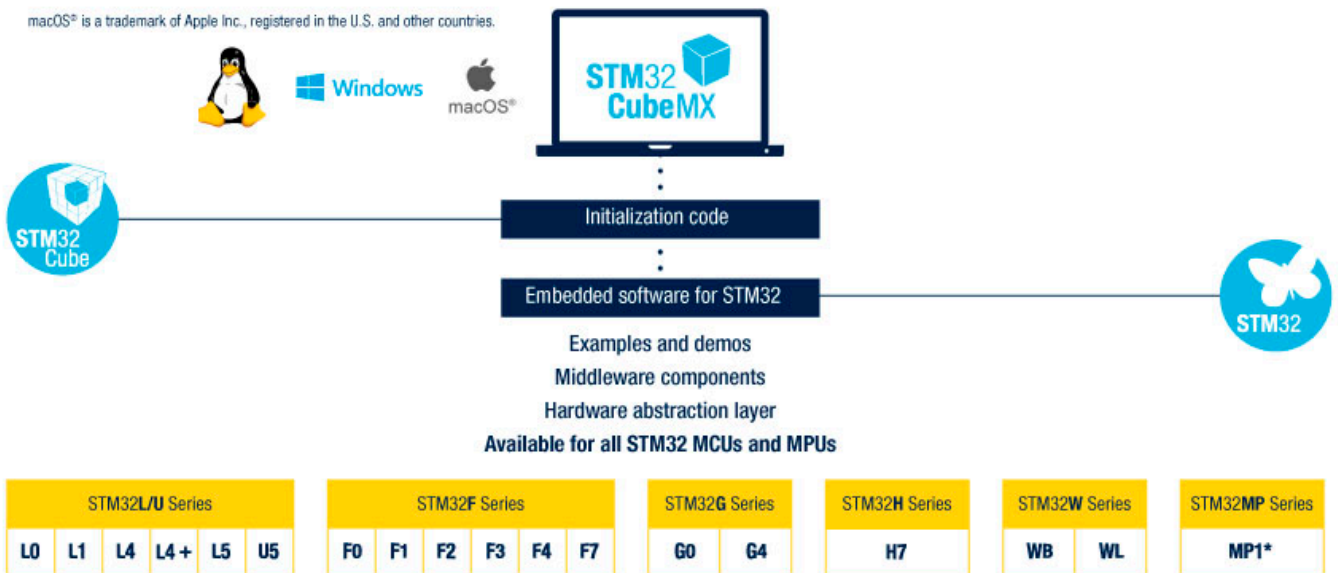 macOS® is a trademark of Apple Inc., registered in the U.S. and other countries.
Windows
macOS®
STM32
CubeMX
Initialization code
STM32
Cube
Embedded software for STM32
STM32
Examples and demos
Middleware components
Hardware abstraction layer
Available for all STM32 MCUs and MPUs
STM32L/U Series
L0 L1 L4 L4+ L5 U5
STM32F Series
F0 F1 F2 F3 F4 F7
STM32G Series
G0 G4
STM32H Series
H7
STM32W Series
WB WL
STM32MP Series
MP1*